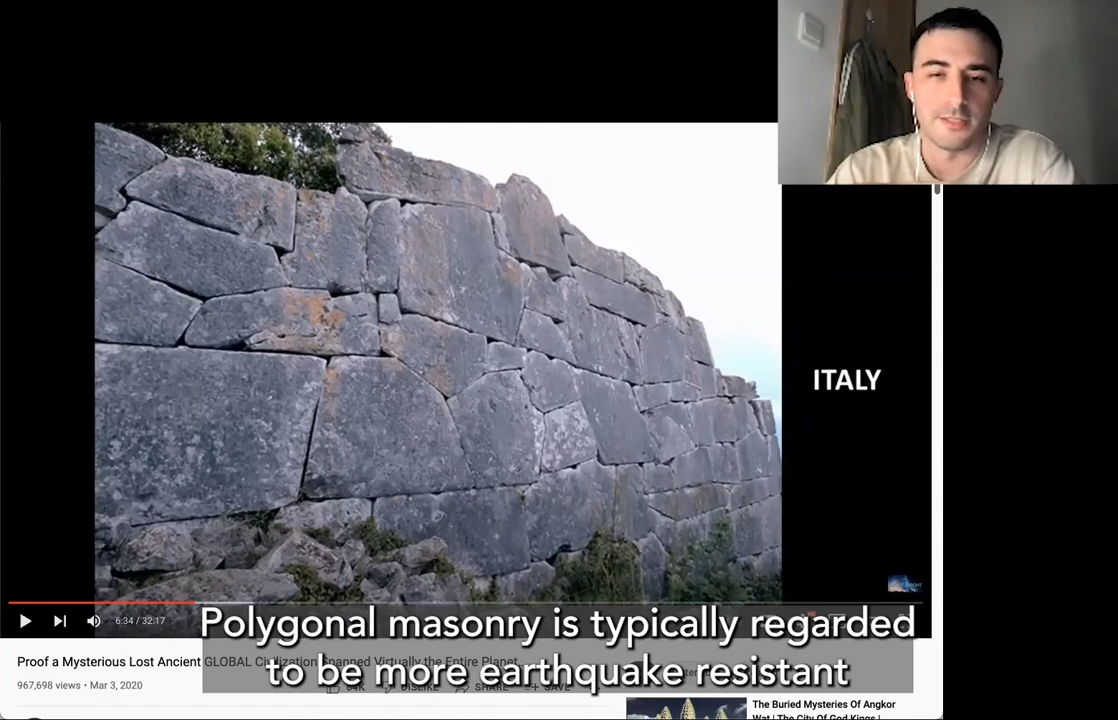 ITALY
6:34 / 32:17
Polygonal masonry is typically regarded
to be more earthquake resistant
Proof a Mysterious Lost Ancient GLOBAL Civilization Spanned Virtually the Entire Planet
967,698 views • Mar 3, 2020
DISLIKE
SHARE
SAVE
The Buried Mysteries Of Angkor
Wat | The City Of God Kings |